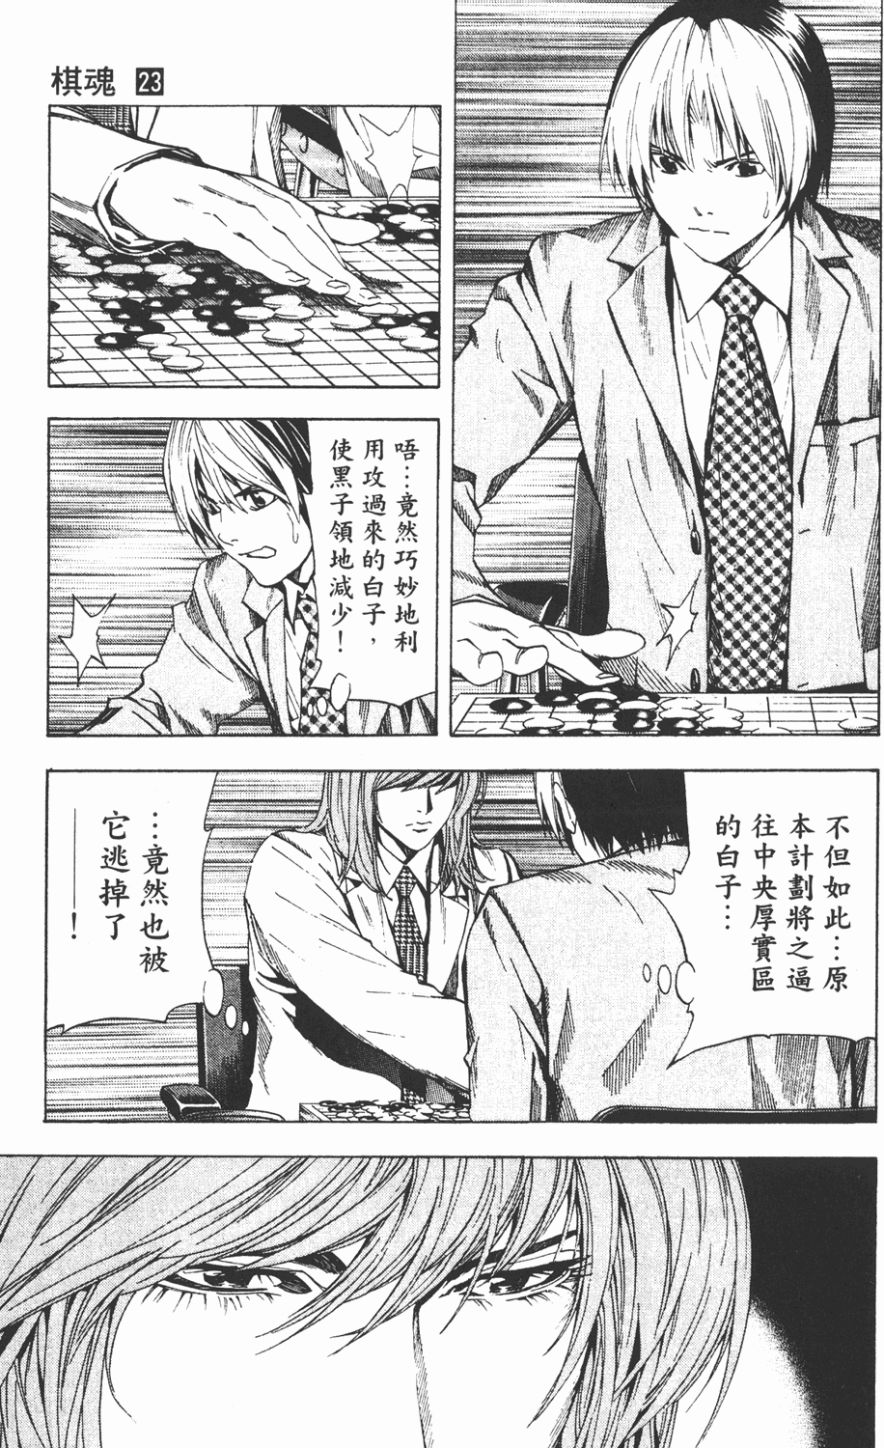 棋魂 23
唔…竟然巧妙地利
用攻過來的白子，
使黑子領地減少！
不但如此…原
本計劃將之逼
往中央厚實區
的白子…
…竟然也被
它逃掉了
——！